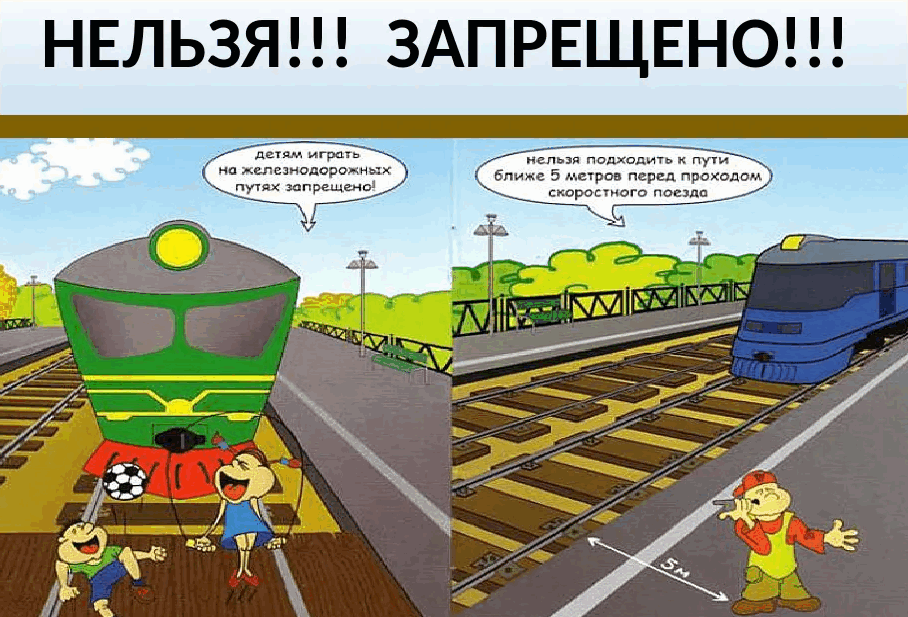 НЕЛЬЗЯ!!! ЗАПРЕЩЕНО!!!
детям играть
на железнодорожных
путях запрещено!
нельзя подходить к пути
ближе 5 метров перед проходом
скоростного поезда
5м